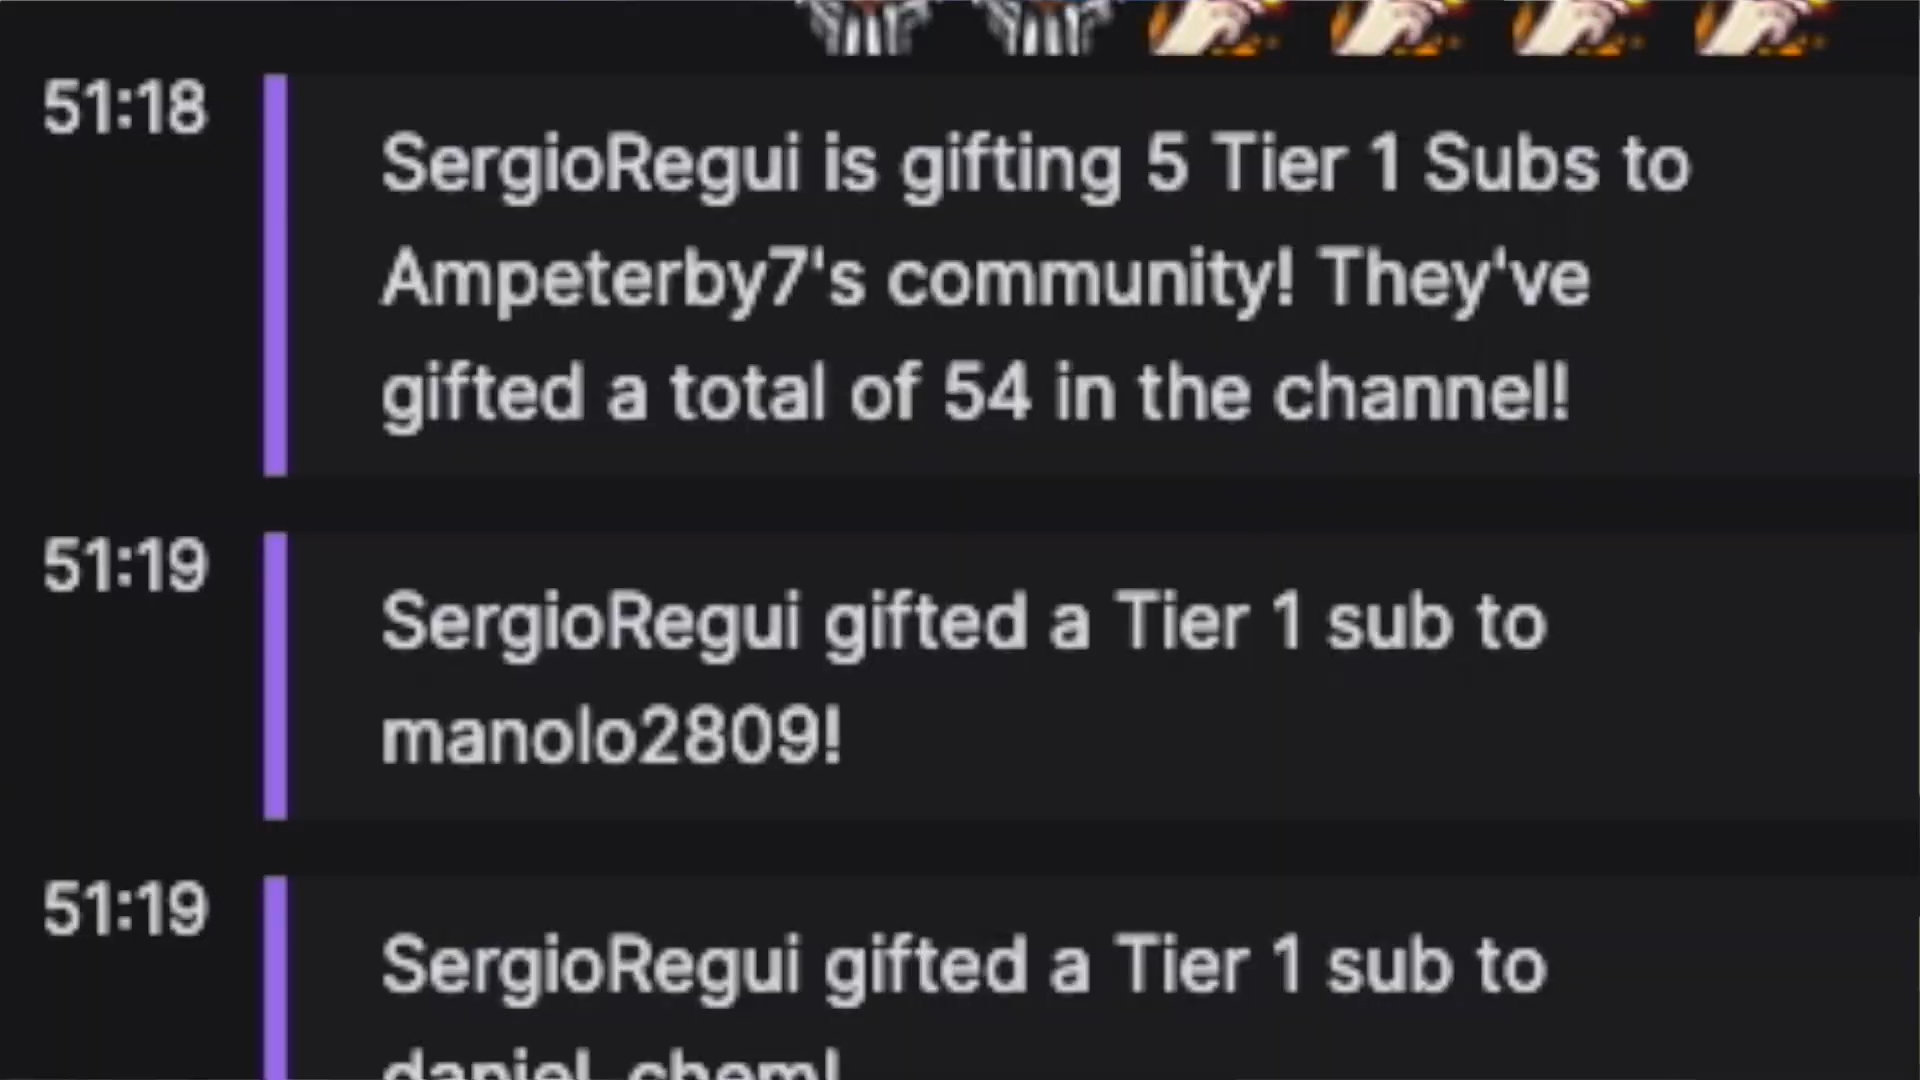 51:18
SergioRegui is gifting 5 Tier 1 Subs to
Ampeterby7's community! They've
gifted a total of 54 in the channel!
51:19
SergioRegui gifted a Tier 1 sub to
manolo2809!
51:19
SergioRegui gifted a Tier 1 sub to
daniel_chem!